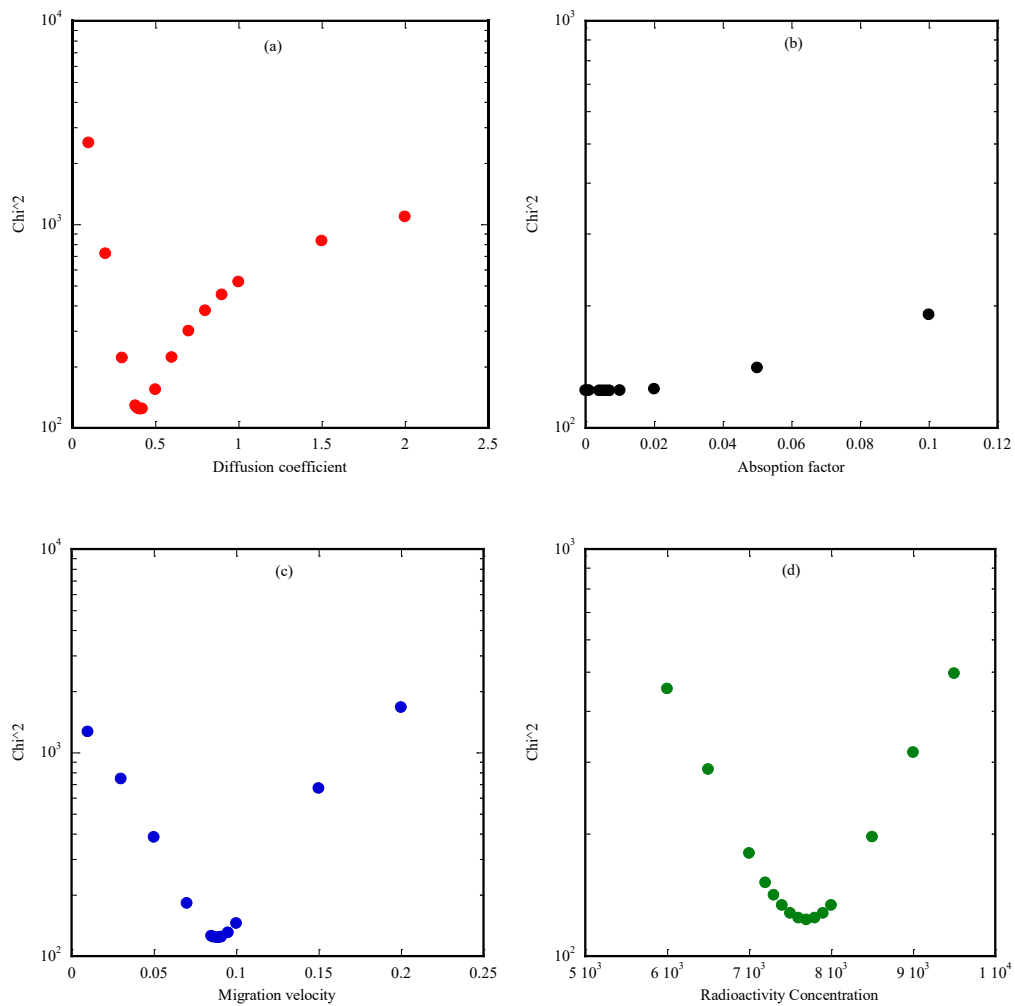 (a)
10^4
10^3
10^2
Chi^2
0 0.5 1 1.5 2 2.5
Diffusion coefficient
(b)
10^3
10^2
Chi^2
0 0.02 0.04 0.06 0.08 0.1 0.12
Absoption factor
(c)
10^4
10^3
10^2
Chi^2
0 0.05 0.1 0.15 0.2 0.25
Migration velocity
(d)
10^3
10^2
Chi^2
5 10^3 6 10^3 7 10^3 8 10^3 9 10^3 1 10^4
Radioactivity Concentration